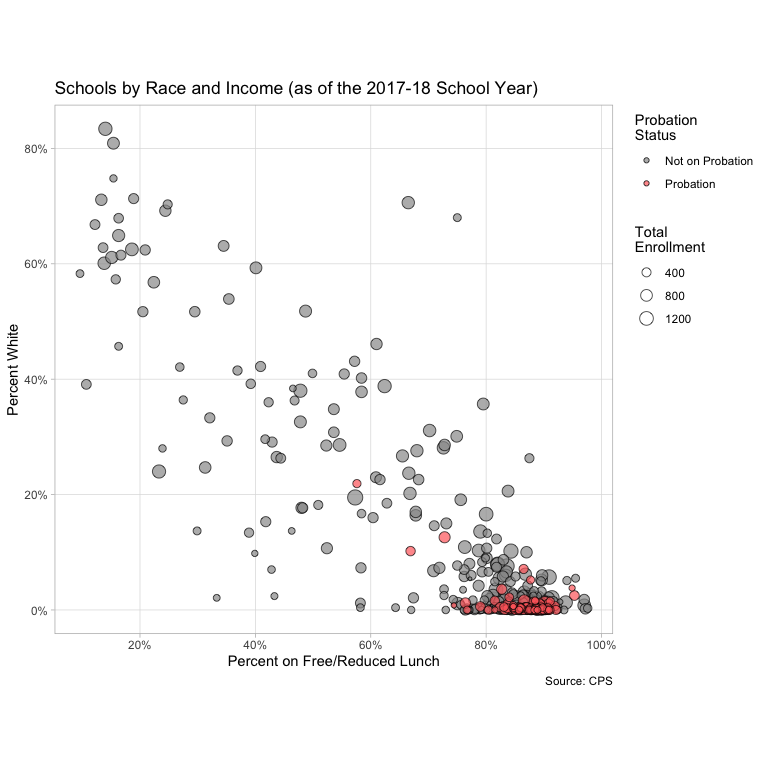 Schools by Race and Income (as of the 2017-18 School Year)
Percent White
80%
60%
40%
20%
0%
20%
40%
60%
80%
100%
Percent on Free/Reduced Lunch
Source: CPS
Probation
Status
Not on Probation
Probation
Total
Enrollment
400
800
1200